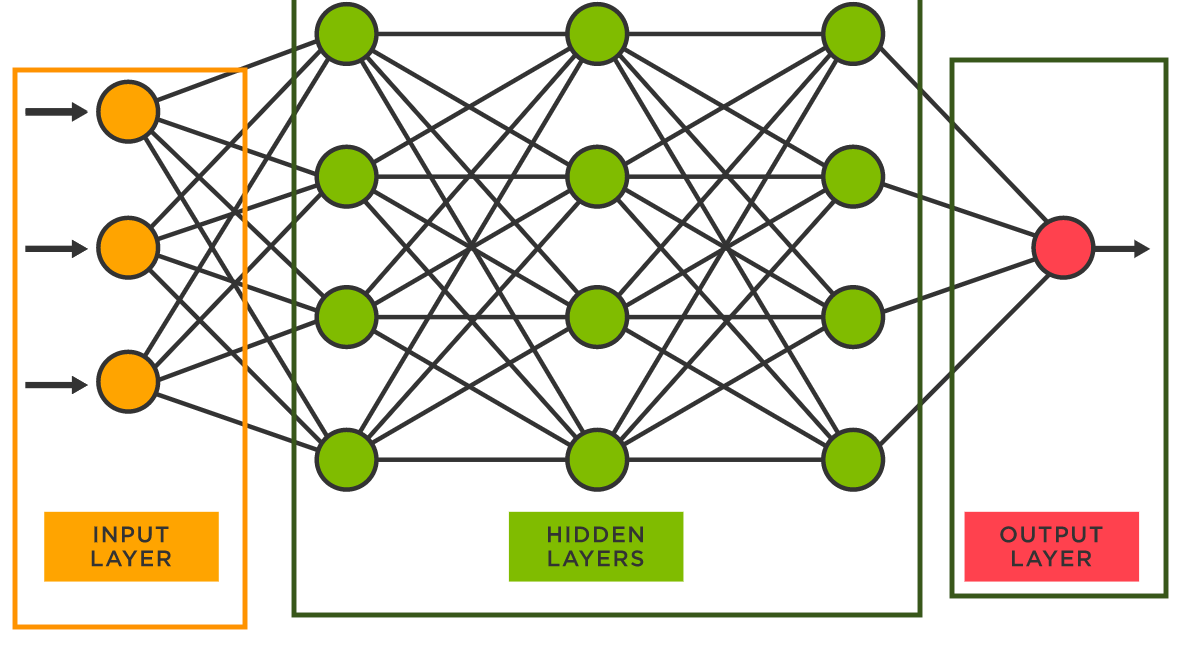 INPUT
LAYER
HIDDEN
LAYERS
OUTPUT
LAYER